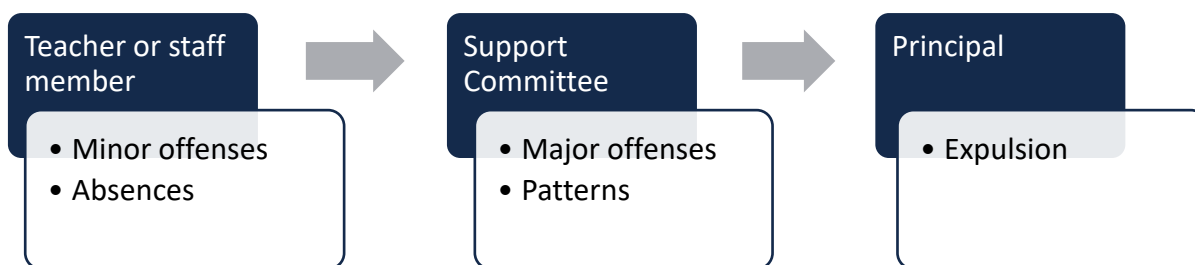 Teacher or staff
member
• Minor offenses
• Absences
Support
Committee
• Major offenses
• Patterns
Principal
• Expulsion